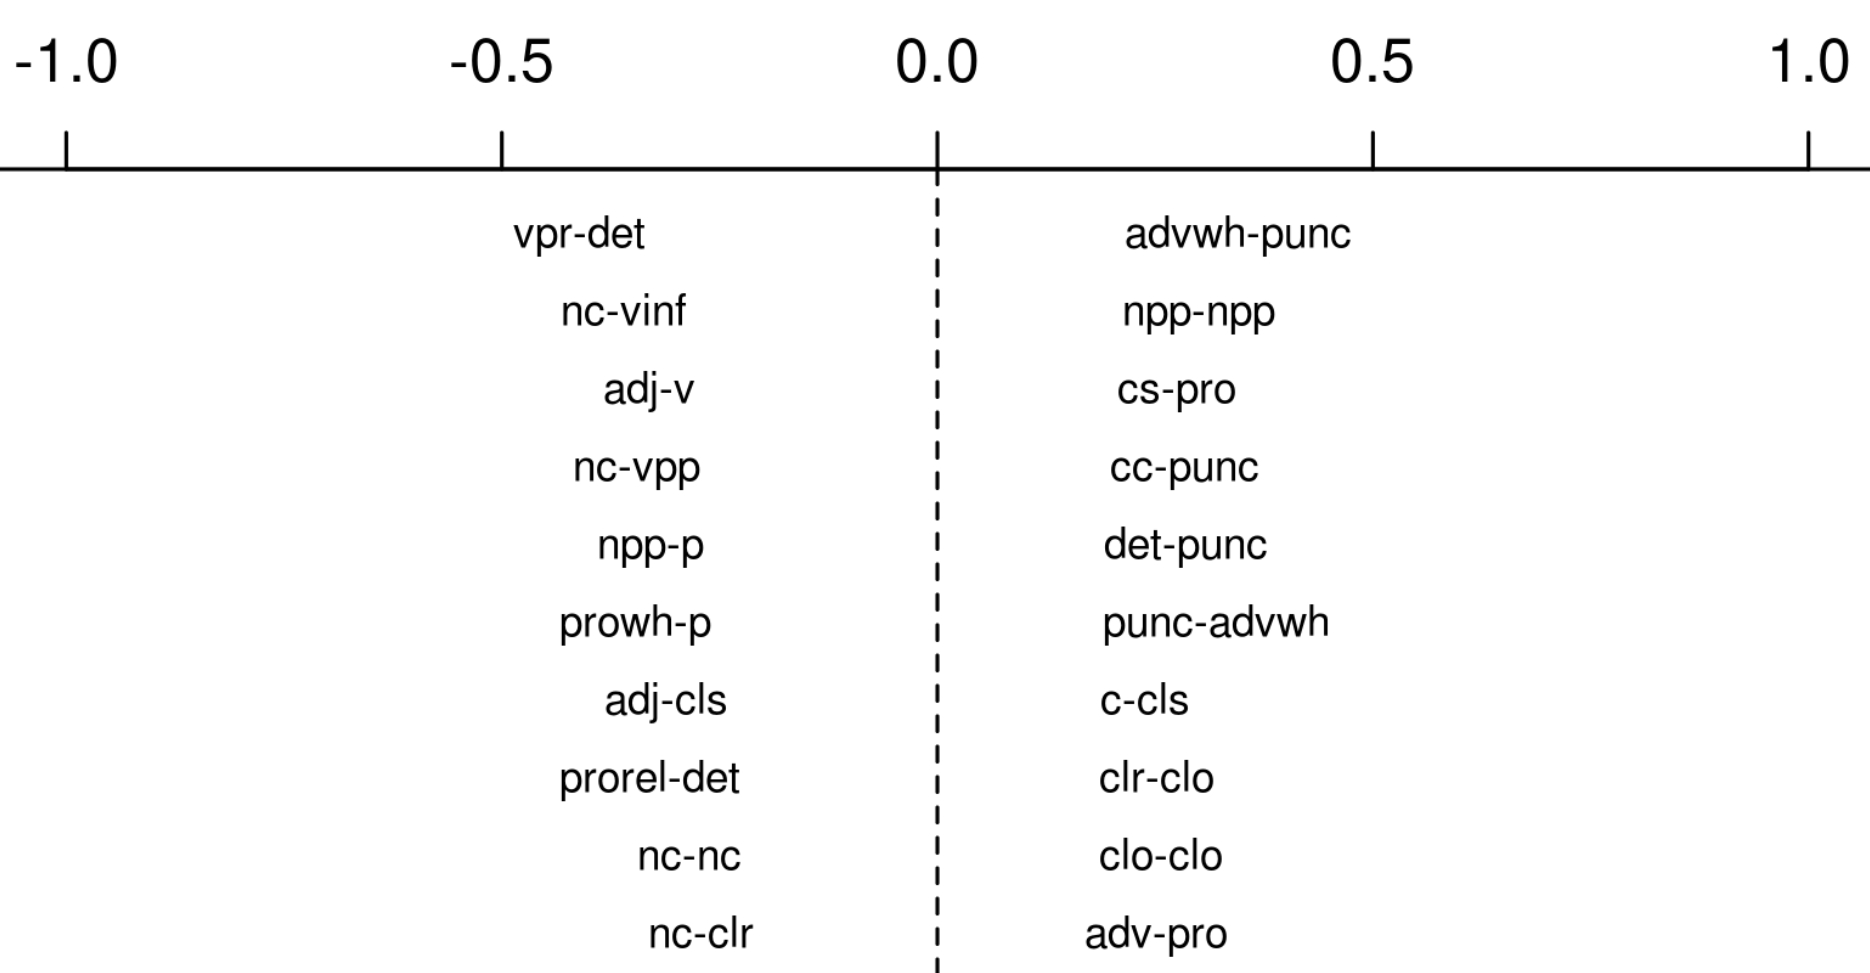 -1.0 -0.5 0.0 0.5 1.0
vpr-det advwh-punc
nc-vinf npp-npp
adj-v cs-pro
nc-vpp cc-punc
npp-p det-punc
prowh-p punc-advwh
adj-cls c-cls
prorel-det clr-clo
nc-nc clo-clo
nc-clr adv-pro